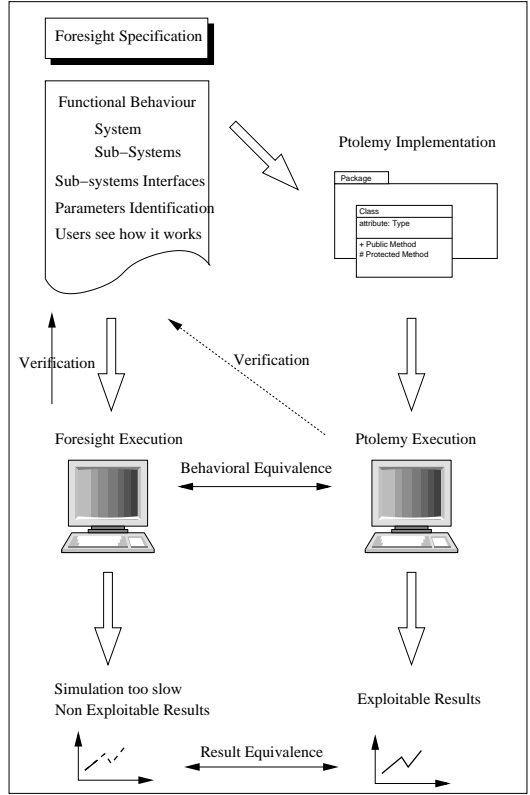 Foresight Specification
Functional Behaviour
System
Sub−Systems
Sub−systems Interfaces
Parameters Identification
Users see how it works
Ptolemy Implementation
Package
Class
attribute: Type
+ Public Method
# Protected Method
Verification
Verification
Foresight Execution
Ptolemy Execution
Behavioral Equivalence
Simulation too slow
Non Exploitable Results
Exploitable Results
Result Equivalence